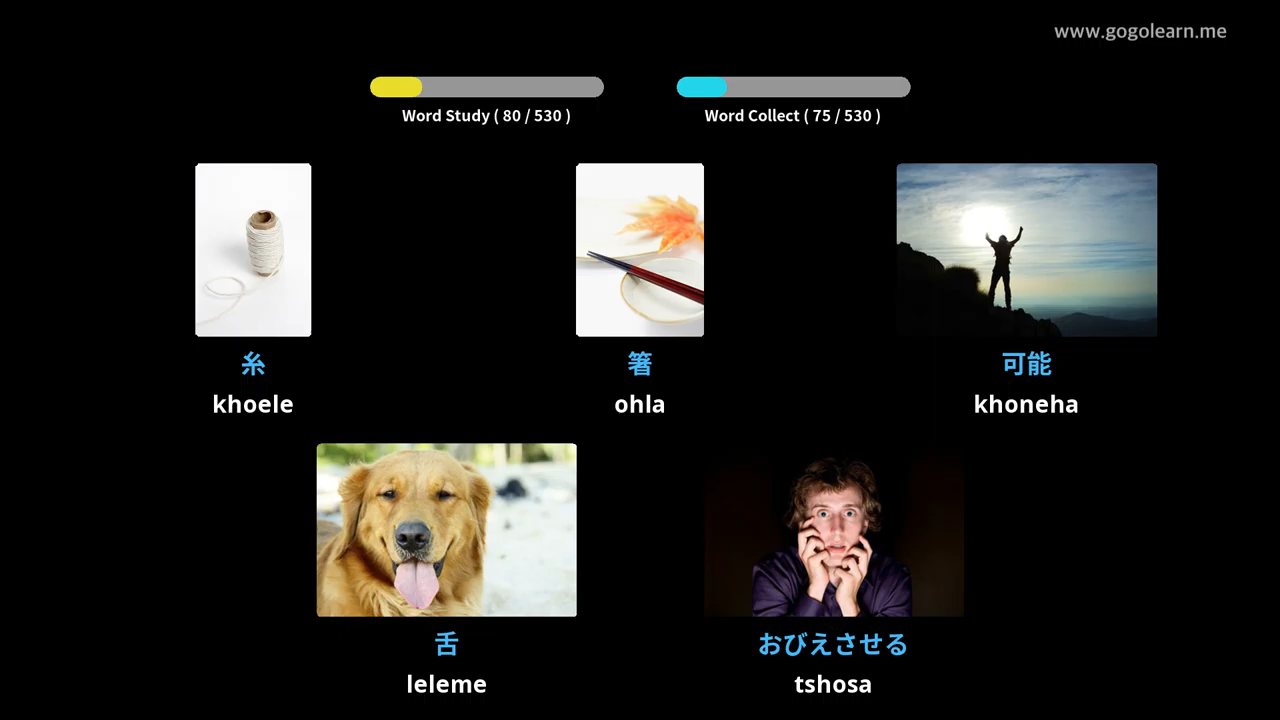 www.gogolearn.me
Word Study ( 80 / 530 )
Word Collect ( 75 / 530 )
糸
khoele
箸
ohla
可能
khoneha
舌
leleme
おびえさせる
tshosa